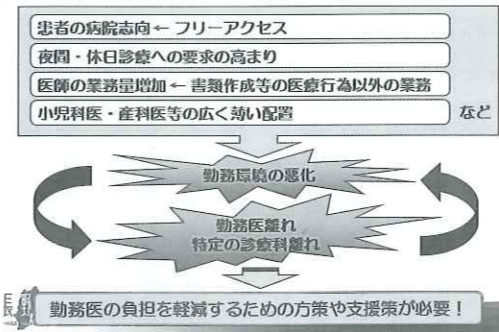 患者の病院志向 ← フリーアクセス
夜間・休日診療への要求の高まり
医師の業務量増加 ← 書類作成等の医療行為以外の業務
小児科医・産科医等の広く薄い配置
など
勤務環境の悪化
勤務医離れ
特定の診療科離れ
勤務医の負担を軽減するための方策や支援策が必要!